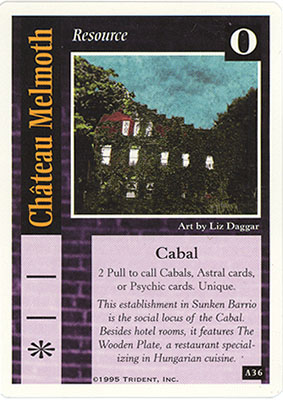 Château Melmoth
Resource
0
Art by Liz Daggar
Cabal
2 Pull to call Cabals, Astral cards,
or Psychic cards. Unique.
This establishment in Sunken Barrio
is the social locus of the Cabal.
Besides hotel rooms, it features The
Wooden Plate, a restaurant special-
izing in Hungarian cuisine.
A36
©1995 TRIDENT, INC.